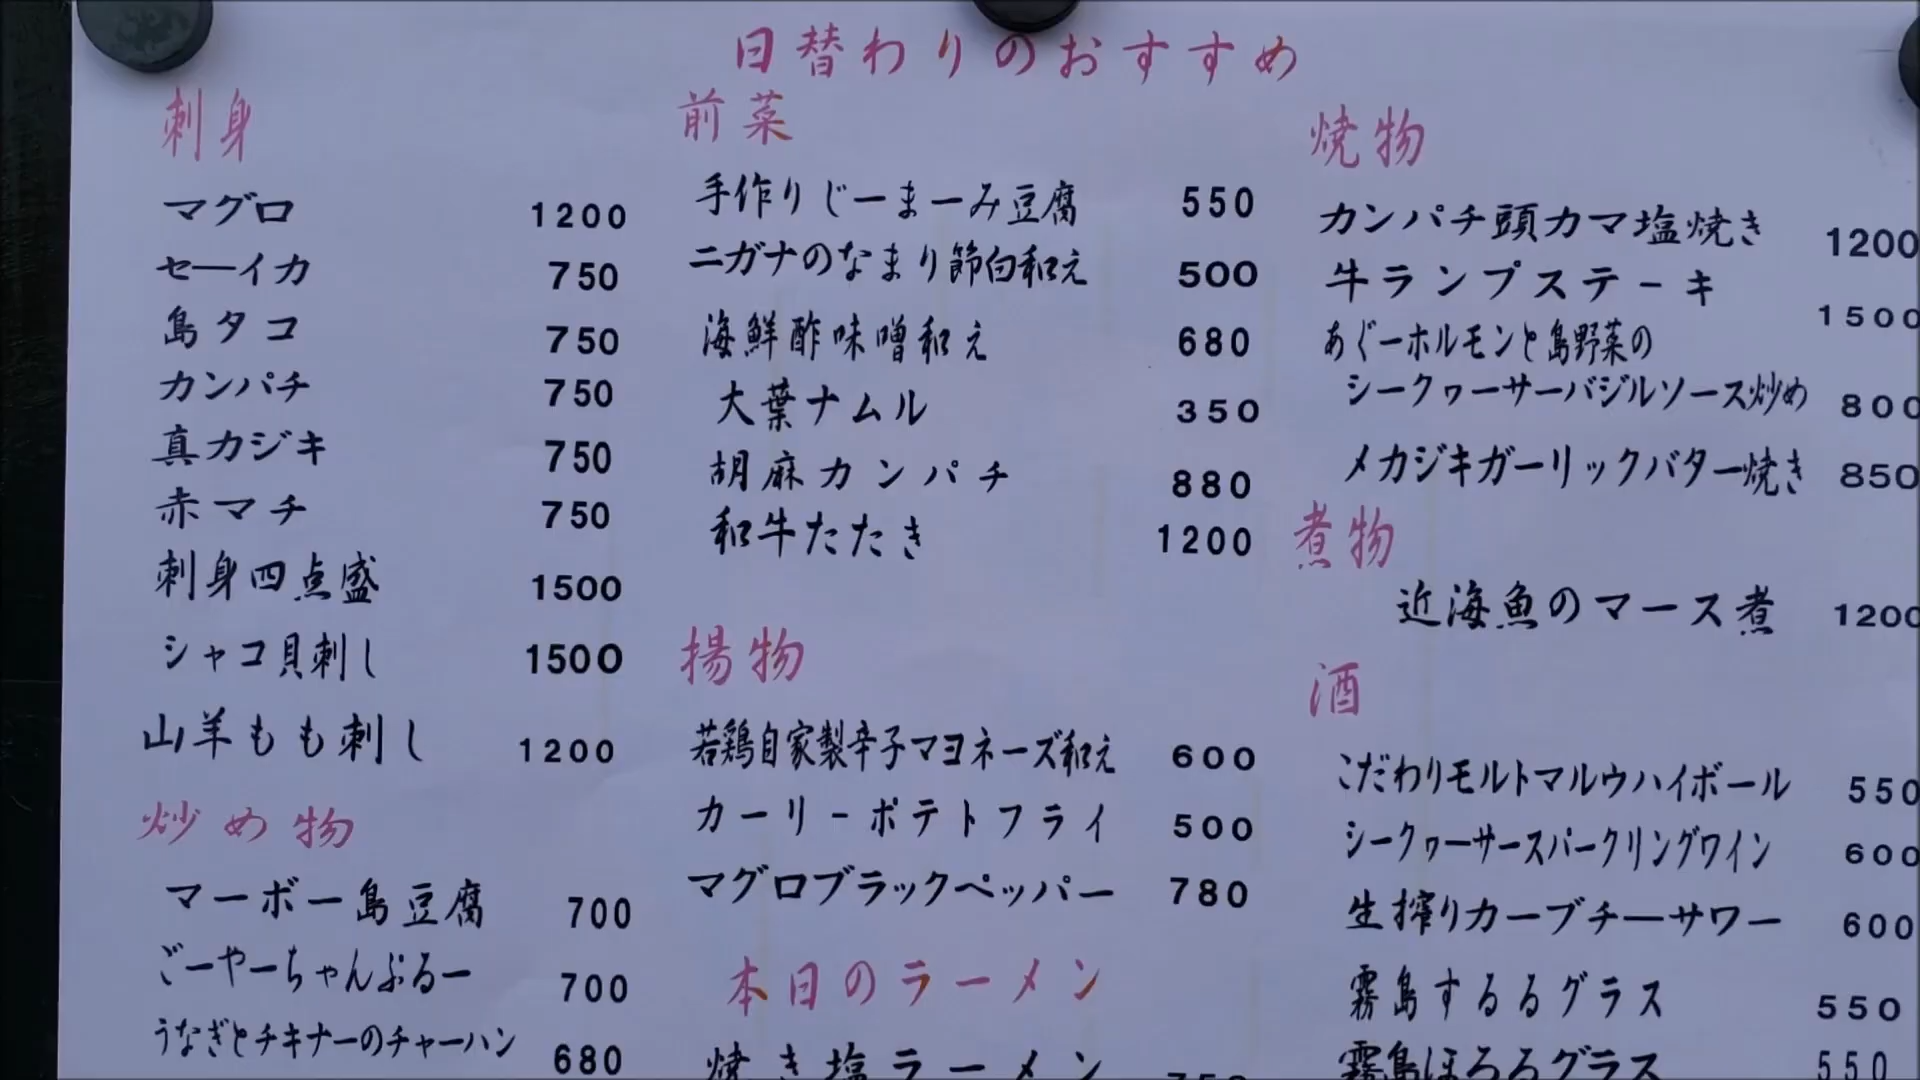 日替わりのおすすめ
刺身
マグロ 1200
セーイカ 750
島タコ 750
カンパチ 750
真カジキ 750
赤マチ 750
刺身四点盛 1500
シャコ貝刺し 1500
山羊もも刺し 1200
炒め物
マーボー島豆腐 700
ごーやーちゃんぷるー 700
うなぎとチキナーのチャーハン 680
前菜
手作りじーまーみ豆腐 550
ニガナのなまり節白和え 500
海鮮酢味噌和え 680
大葉ナムル 350
胡麻カンパチ 880
和牛たたき 1200
揚物
若鶏自家製辛子マヨネーズ和え 600
カーリーポテトフライ 500
マグロブラックペッパー 780
本日のラーメン
焼き塩ラーメン
焼物
カンパチ頭カマ塩焼き 1200
牛ランプステーキ 1500
あぐーホルモンと島野菜の
シークヮーサーバジルソース炒め 800
メカジキガーリックバター焼き 850
煮物
近海魚のマース煮 1200
酒
こだわりモルトマルウハイボール 550
シークヮーサースパークリングワイン 600
生搾りカーブチーサワー 600
霧島するるグラス 550
霧島ほろるグラス 550